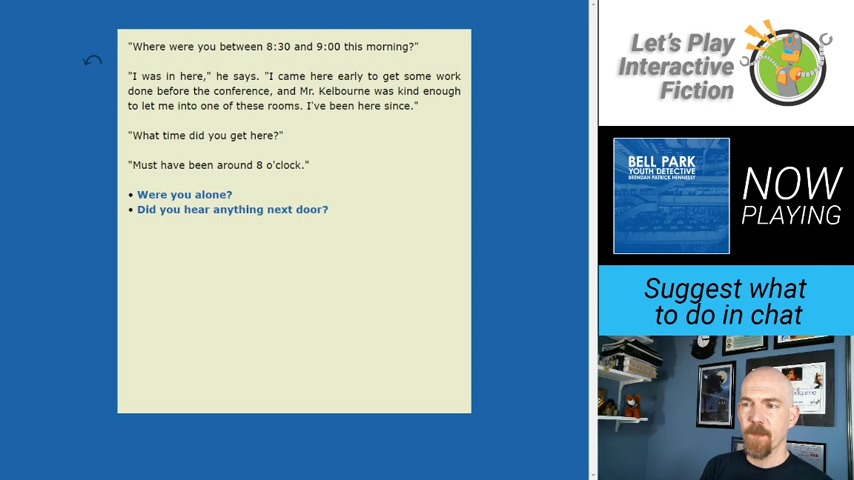 "Where were you between 8:30 and 9:00 this morning?"
"I was in here," he says. "I came here early to get some work
done before the conference, and Mr. Kelbourne was kind enough
to let me into one of these rooms. I've been here since."
"What time did you get here?"
"Must have been around 8 o'clock."
• Were you alone?
• Did you hear anything next door?
Let's Play
Interactive
Fiction
BELL PARK
YOUTH DETECTIVE
BRENDAN PATRICK HENNESSY
NOW
PLAYING
Suggest what
to do in chat